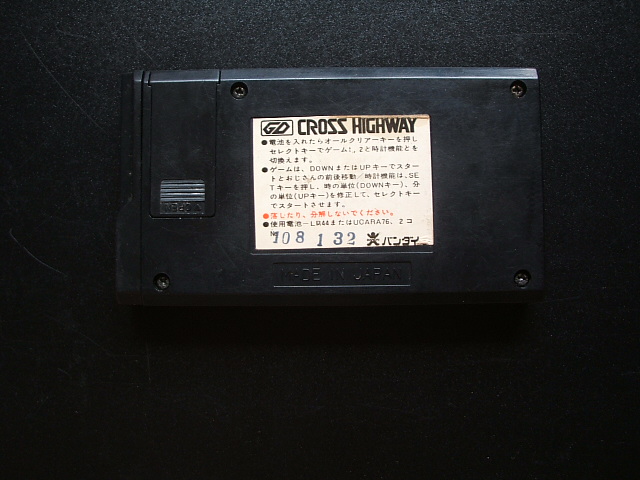 GD CROSS HIGHWAY
●電池を入れたらオールクリアーキーを押し
セレクトキーでゲーム1, 2と時計機能とを
切換えます。
●ゲームは、DOWNまたはUPキーでスター
トとおじさんの前後移動／時計機能は、SE
Tキーを押し、時の単位(DOWNキー)、分
の単位(UPキー)を修正して、セレクトキー
でスタートさせます。
●落したり、分解しないでください。
●使用電池—LR44またはUCARA76、2コ
№ 108 132 バンダイ
MADE IN JAPAN